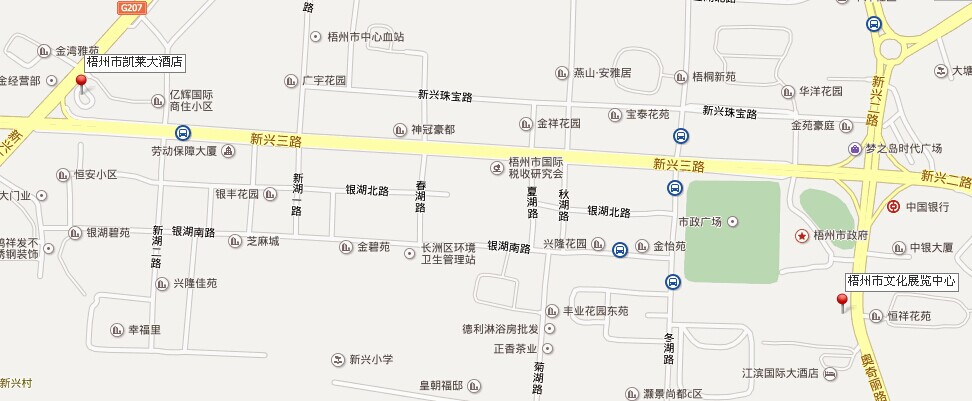 G207
二路
金湾雅苑
梧州市凯莱大酒店
金经营部
亿辉国际
商住小区
梧州市中心血站
广宇花园
燕山·安雅居
梧桐新苑
华洋花园
大塘
新兴二路
新兴珠宝路
新兴珠宝路
神冠豪都
金祥花园
宝泰花苑
金苑豪庭
梦之岛时代广场
新兴三路
新兴三路
新兴二路
劳动保障大厦
梧州市国际
税收研究会
恒安小区
大门业
银丰花园
新湖一路
银湖北路
春湖路
夏湖路
秋湖路
银湖北路
市政广场
中国银行
梧州市政府
中银大厦
银湖碧苑
新湖二路
银湖南路
芝麻城
金碧苑
长洲区环境
卫生管理站
银湖南路
兴隆花苑
金怡苑
鸿祥发不
锈钢装饰
兴隆佳苑
梧州市文化展览中心
恒祥花苑
幸福里
丰业花园东苑
德利淋浴房批发
正香茶业
冬湖路
新兴小学
菊湖路
江滨国际大酒店
奥奇丽路
新兴村
皇朝福邸
灏景尚都c区